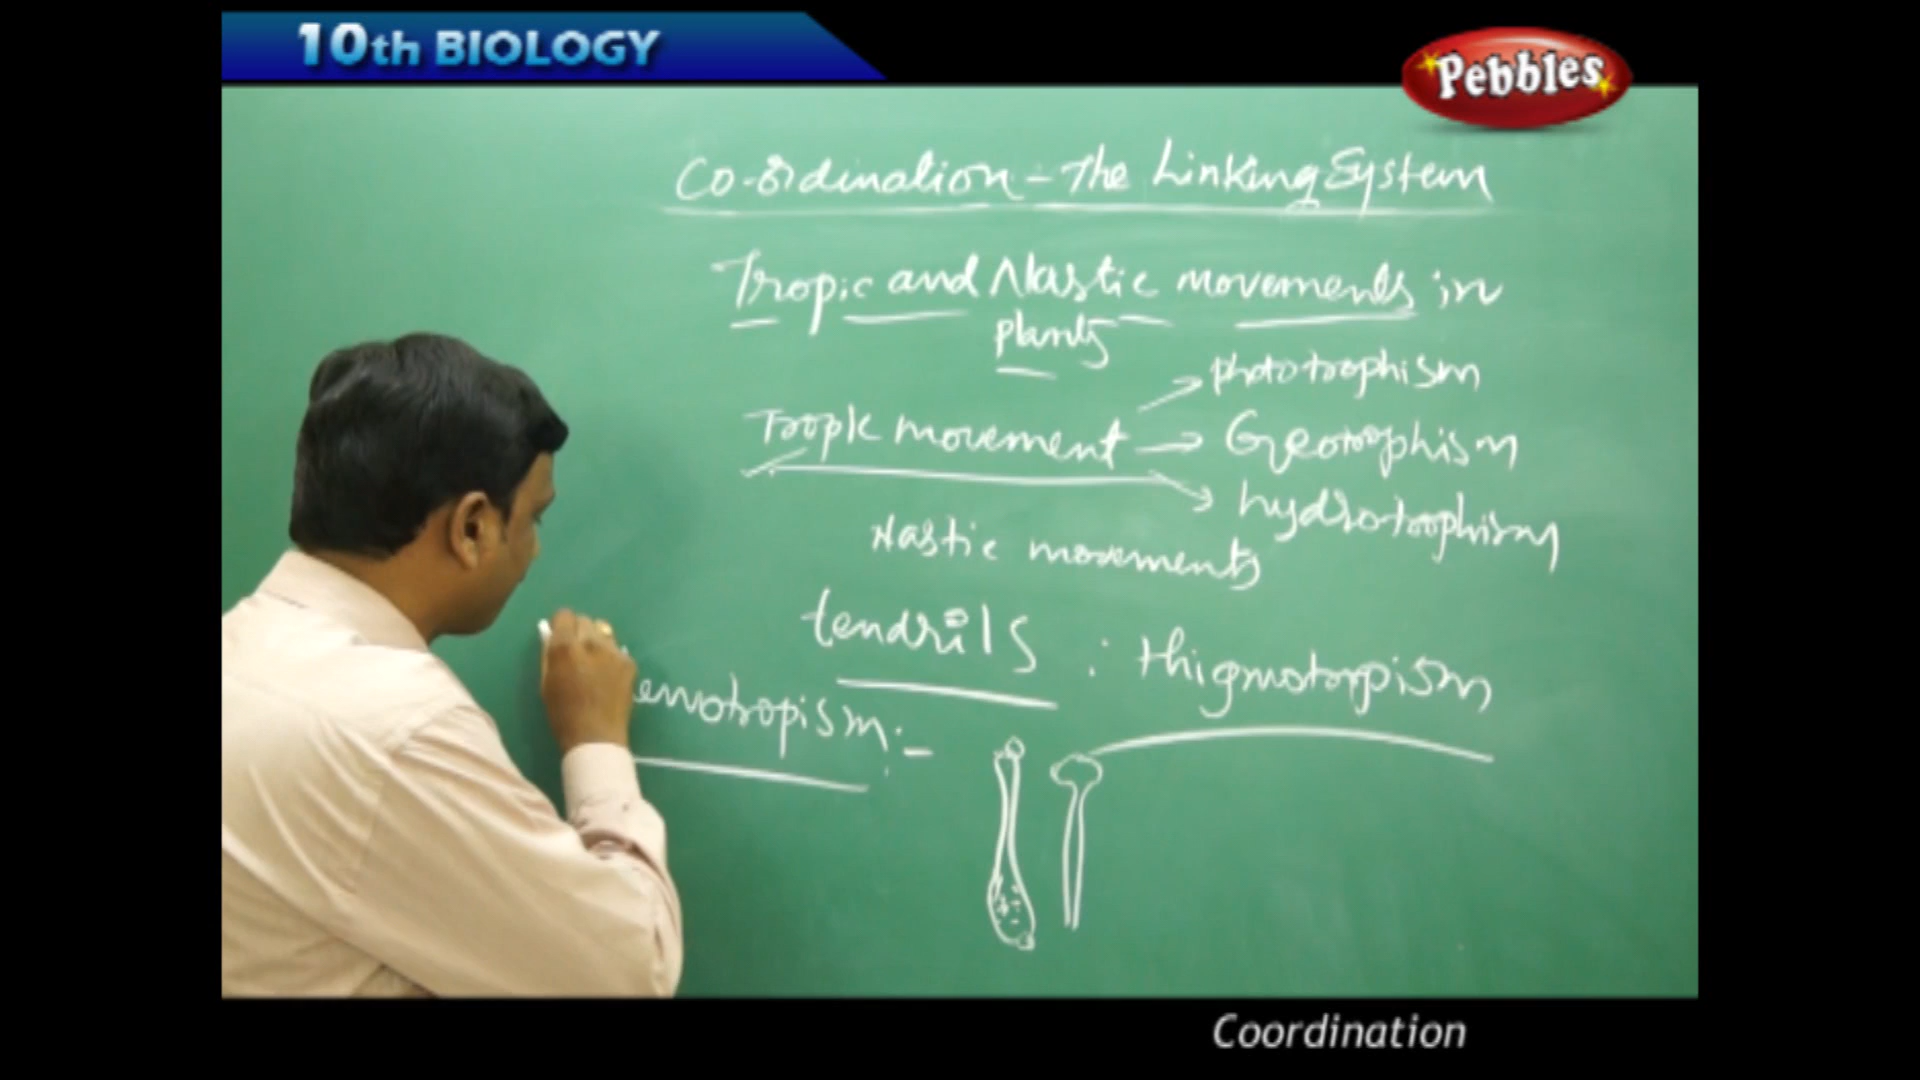 10th BIOLOGY
Pebbles
Co-ordination - The Linking System
Tropic and Nastic movements in
plants
phototrophism
Tropic movement
Geotrophism
hydrotrophism
Nastic movements
tendrils : thigmotorpism
emotropism :-
Coordination